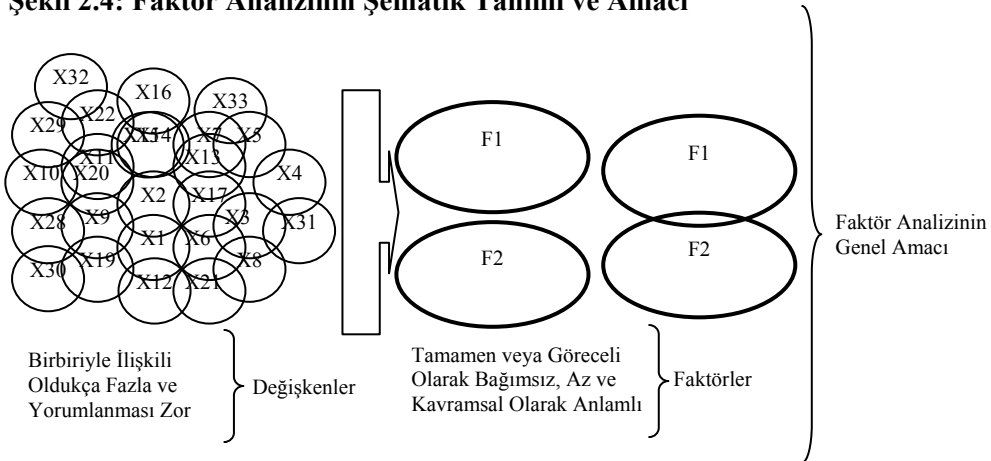 Şekil 2.4: Faktör Analizinin Şematik Tanımı ve Amacı
X32
X16
X33
X22
X29
X14
X7
X5
X11
X13
X10
X20
X4
X2
X17
X28
X9
X3
X31
X1
X6
X19
X8
X30
X12
X21
F1
F2
F1
F2
Faktör Analizinin
Genel Amacı
Birbiriyle İlişkili
Oldukça Fazla ve
Yorumlanması Zor
Değişkenler
Tamamen veya Göreceli
Olarak Bağımsız, Az ve
Kavramsal Olarak Anlamlı
Faktörler